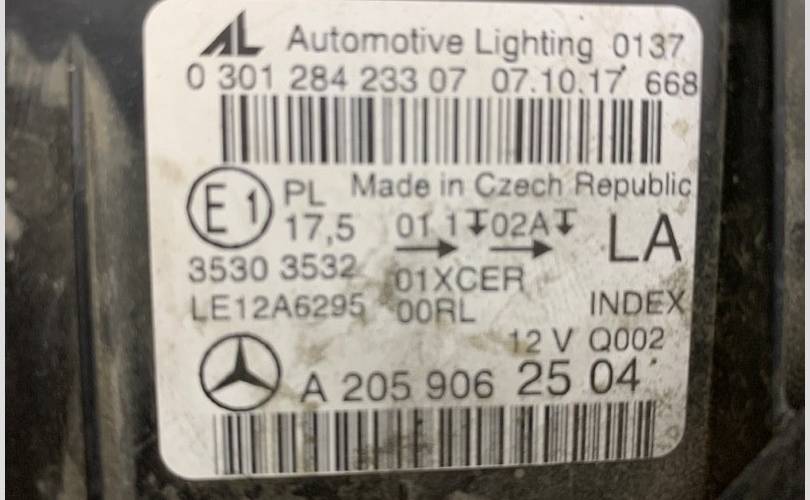 AL Automotive Lighting 0137
0 301 284 233 07 07.10.17 668
E1 PL Made in Czech Republic
17,5 01 1 02A LA
3530 3532 01XCER
LE12A6295 00RL INDEX
12 V Q002
A 205 906 25 04